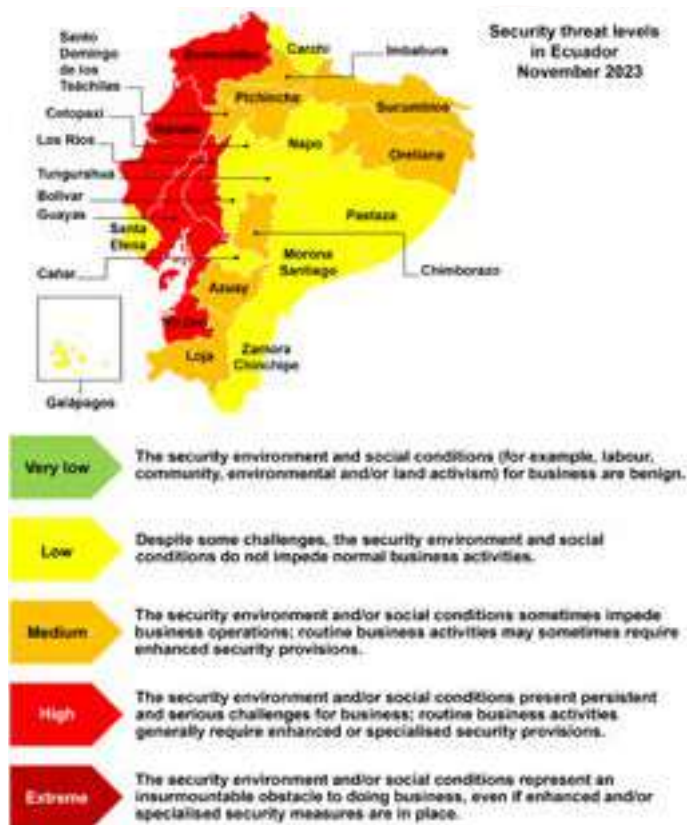 Security threat levels
in Ecuador
November 2023
Santo
Domingo
de los
Tsáchilas
Carchi
Imbabura
Pichincha
Sucumbíos
Cotopaxi
Los Ríos
Napo
Orellana
Tungurahua
Bolívar
Guayas
Pastaza
Santa
Elena
Morona
Santiago
Cañar
Chimborazo
Azuay
Loja
Zamora
Chinchipe
Galápagos
Very low
The security environment and social conditions (for example, labour,
community, environmental and/or land activism) for business are benign.
Low
Despite some challenges, the security environment and social
conditions do not impede normal business activities.
Medium
The security environment and/or social conditions sometimes impede
business operations; routine business activities may sometimes require
enhanced security provisions.
High
The security environment and/or social conditions present persistent
and serious challenges for business; routine business activities
generally require enhanced or specialised security provisions.
Extreme
The security environment and/or social conditions represent an
insurmountable obstacle to doing business, even if enhanced and/or
specialised security measures are in place.